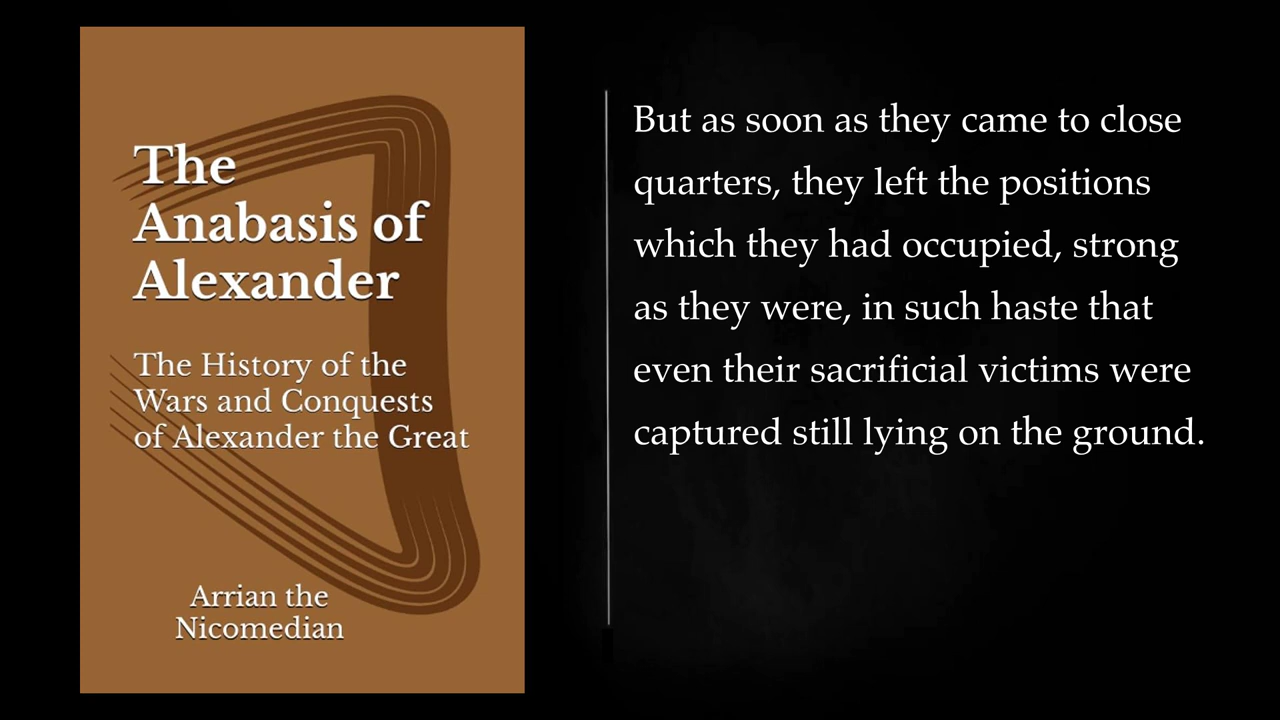 The
Anabasis of
Alexander
The History of the
Wars and Conquests
of Alexander the Great
Arrian the
Nicomedian
But as soon as they came to close
quarters, they left the positions
which they had occupied, strong
as they were, in such haste that
even their sacrificial victims were
captured still lying on the ground.